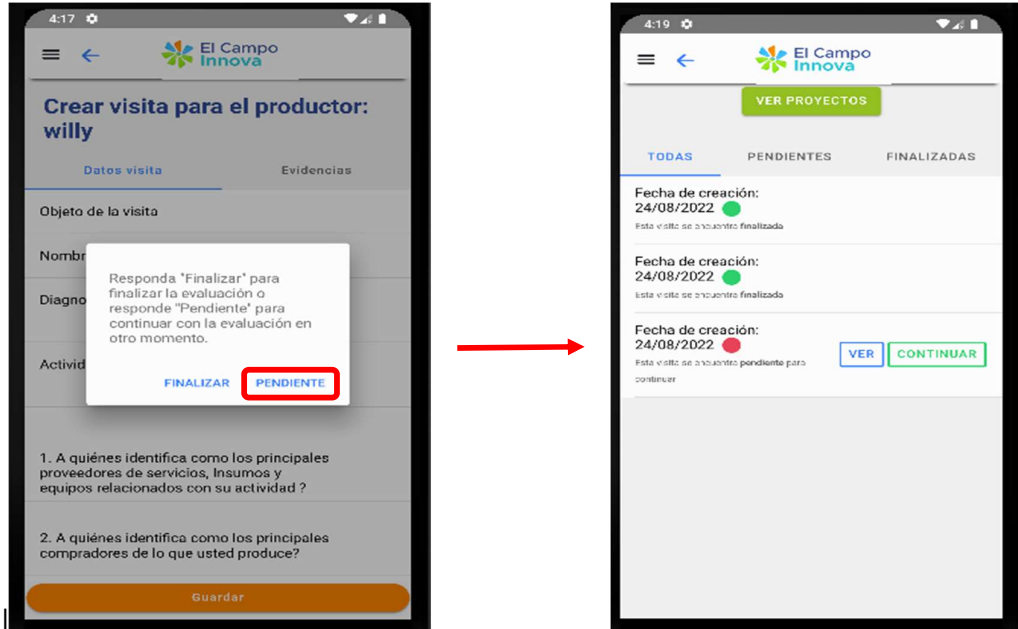 4:17
El Campo
Innova
Crear visita para el productor:
willy
Datos visita
Evidencias
Objeto de la visita
Nombr
Diagno
Activid
Responda "Finalizar" para
finalizar la evaluación o
responde "Pendiente" para
continuar con la evaluación en
otro momento.
FINALIZAR
PENDIENTE
1. A quiénes identifica como los principales
proveedores de servicios, Insumos y
equipos relacionados con su actividad ?
2. A quiénes identifica como los principales
compradores de lo que usted produce?
Guardar
4:19
El Campo
Innova
VER PROYECTOS
TODAS
PENDIENTES
FINALIZADAS
Fecha de creación:
24/08/2022
Esta visita se encuentra finalizada
Fecha de creación:
24/08/2022
Esta visita se encuentra finalizada
Fecha de creación:
24/08/2022
Esta visita se encuentra pendiente para
continuar
VER
CONTINUAR